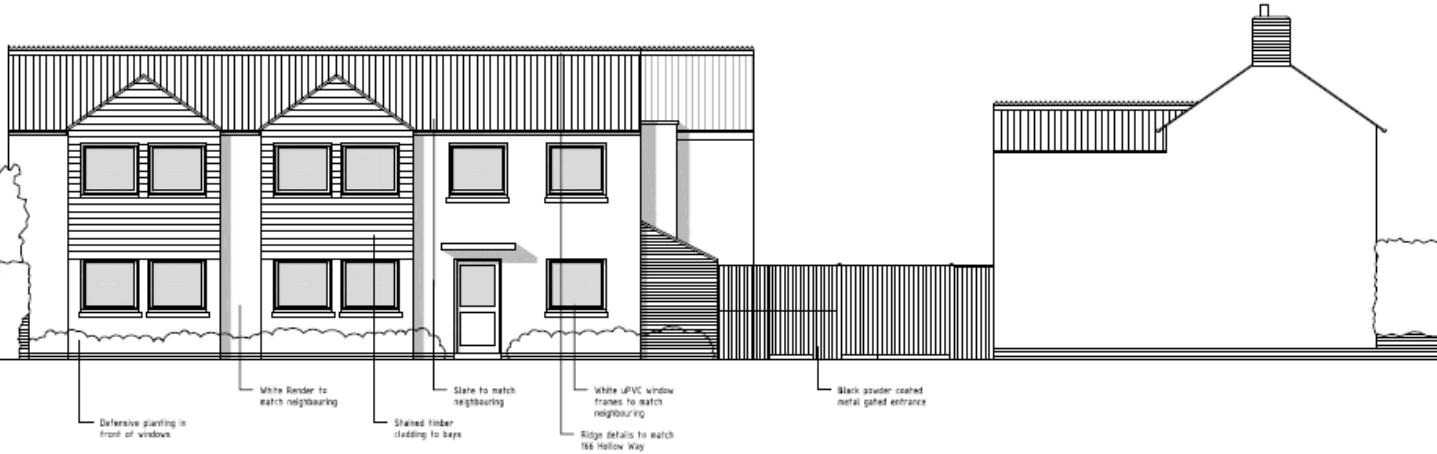 White Render to
match neighbouring
Slate to match
neighbouring
White uPVC window
frames to match
neighbouring
Black powder coated
metal gated entrance
Defensive planting in
front of windows
Stained timber
cladding to bays
Ridge details to match
166 Hollow Way